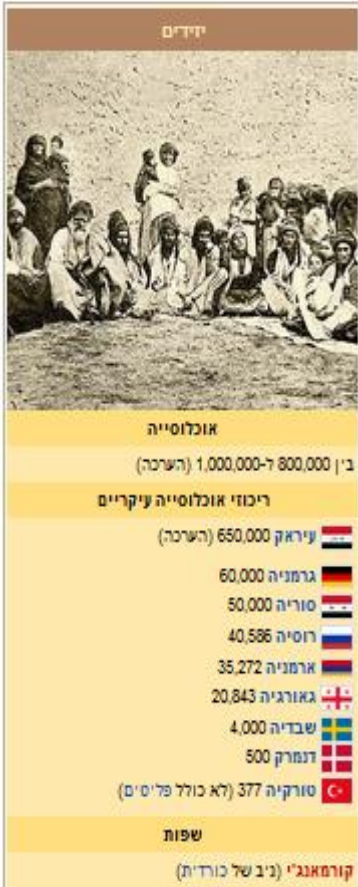 יזידים
אוכלוסייה
בין 800,000 ל-1,000,000 (הערכה)
ריכוזי אוכלוסייה עיקריים
עיראק 650,000 (הערכה)
גרמניה 60,000
סוריה 50,000
רוסיה 40,586
ארמניה 35,272
גאורגיה 20,843
שבדיה 4,000
דנמרק 500
טורקיה 377 (לא כולל פליטים)
שפות
קורמאנג'י (ניב של כורדית)